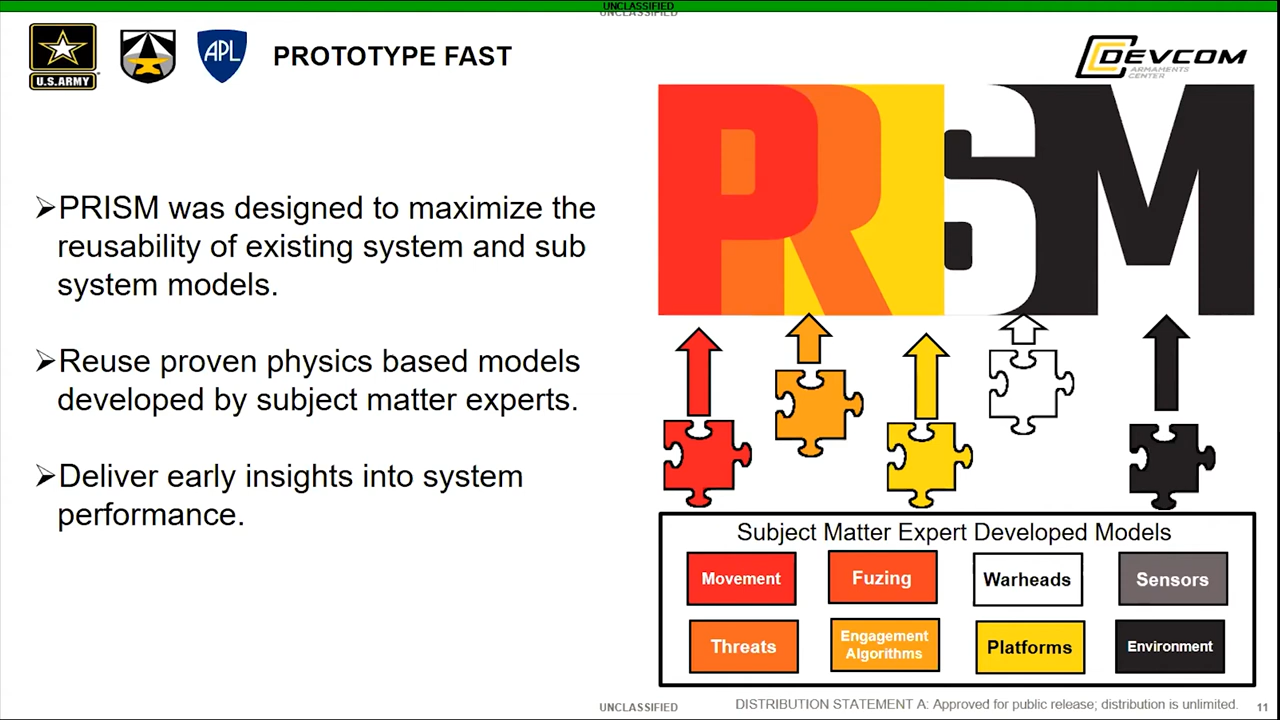 UNCLASSIFIED
UNCLASSIFIED
U.S.ARMY
APL
PROTOTYPE FAST
DEVCOM
ARMAMENTS
CENTER
PRISM
➢PRISM was designed to maximize the
reusability of existing system and sub
system models.
➢Reuse proven physics based models
developed by subject matter experts.
➢Deliver early insights into system
performance.
Subject Matter Expert Developed Models
Movement
Fuzing
Warheads
Sensors
Threats
Engagement
Algorithms
Platforms
Environment
UNCLASSIFIED
DISTRIBUTION STATEMENT A: Approved for public release; distribution is unlimited.
11